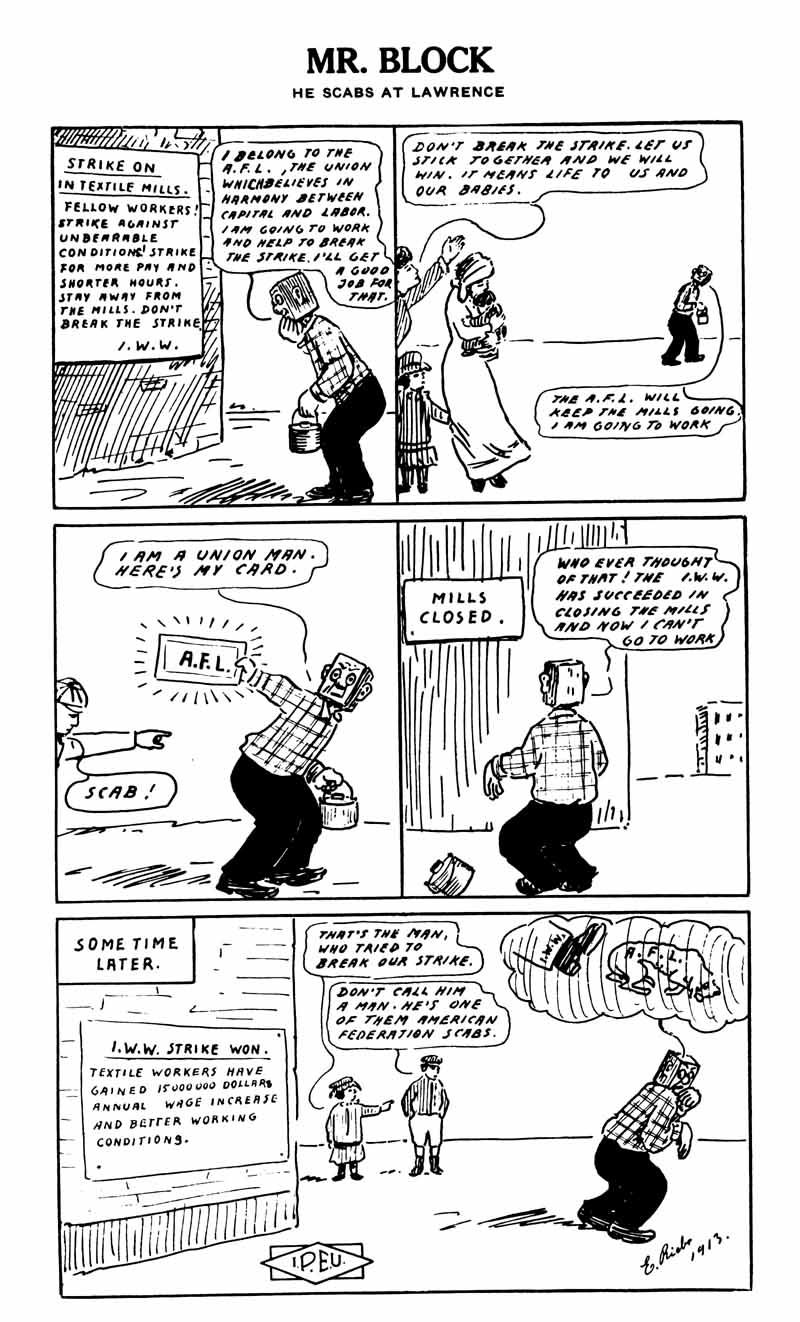 MR. BLOCK
HE SCABS AT LAWRENCE
STRIKE ON
IN TEXTILE MILLS.
FELLOW WORKERS!
STRIKE AGAINST
UNBEARABLE
CONDITIONS! STRIKE
FOR MORE PAY AND
SHORTER HOURS.
STAY AWAY FROM
THE MILLS. DON'T
BREAK THE STRIKE
I.W.W.
I BELONG TO THE
A.F.L., THE UNION
WHICH BELIEVES IN
HARMONY BETWEEN
CAPITAL AND LABOR.
I AM GOING TO WORK
AND HELP TO BREAK
THE STRIKE. I'LL GET
A GOOD
JOB FOR
THAT.
DON'T BREAK THE STRIKE. LET US
STICK TOGETHER AND WE WILL
WIN. IT MEANS LIFE TO US AND
OUR BABIES.
THE A.F.L. WILL
KEEP THE MILLS GOING
I AM GOING TO WORK
I AM A UNION MAN.
HERE'S MY CARD.
A.F.L.
SCAB!
MILLS
CLOSED.
WHO EVER THOUGHT
OF THAT! THE I.W.W.
HAS SUCCEEDED IN
CLOSING THE MILLS
AND NOW I CAN'T
GO TO WORK
SOME TIME
LATER.
I.W.W. STRIKE WON.
TEXTILE WORKERS HAVE
GAINED 15000000 DOLLARS
ANNUAL WAGE INCREASE
AND BETTER WORKING
CONDITIONS.
THAT'S THE MAN,
WHO TRIED TO
BREAK OUR STRIKE.
DON'T CALL HIM
A MAN. HE'S ONE
OF THEM AMERICAN
FEDERATION SCABS.
I.W.W.
A.F.L.
I.P.E.U.
E. Riebe
1913.